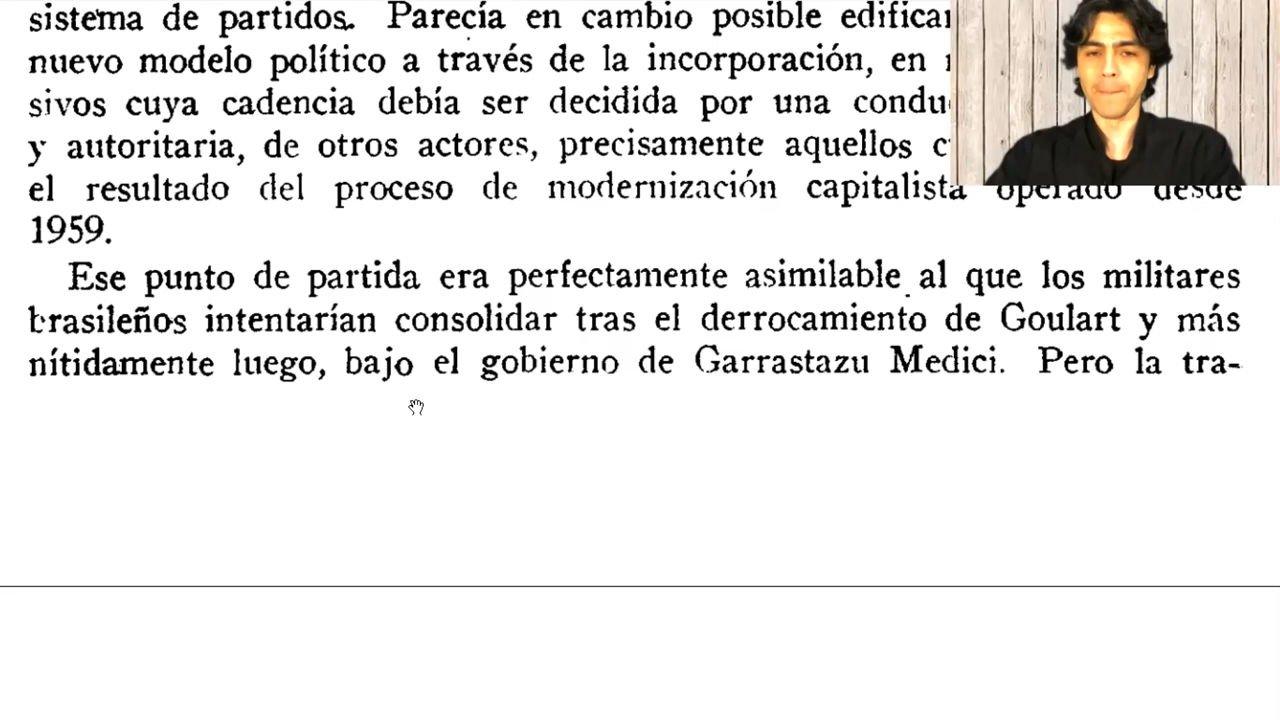 sistema de partidos. Parecía en cambio posible edificar
nuevo modelo político a través de la incorporación, en
sivos cuya cadencia debía ser decidida por una
y autoritaria, de otros actores, precisamente aquellos
el resultado del proceso de modernización capitalista operado desde
1959.
Ese punto de partida era perfectamente asimilable al que los militares
brasileños intentarían consolidar tras el derrocamiento de Goulart y más
nítidamente luego, bajo el gobierno de Garrastazu Medici. Pero la tra-